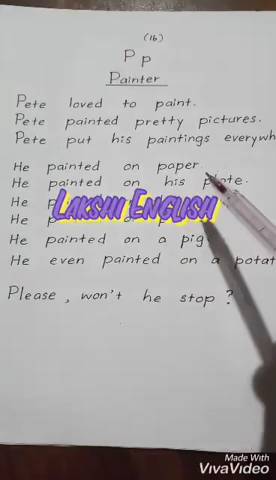 (16)
P p
Painter
Pete loved to paint.
Pete painted pretty pictures.
Pete put his paintings everywh
He painted on paper.
He painted on his plate.
He p
LAKSHI ENGLISH
He p
He painted on a pig.
He even painted on a potat
Please, won't he stop?
Made With
VivaVideo